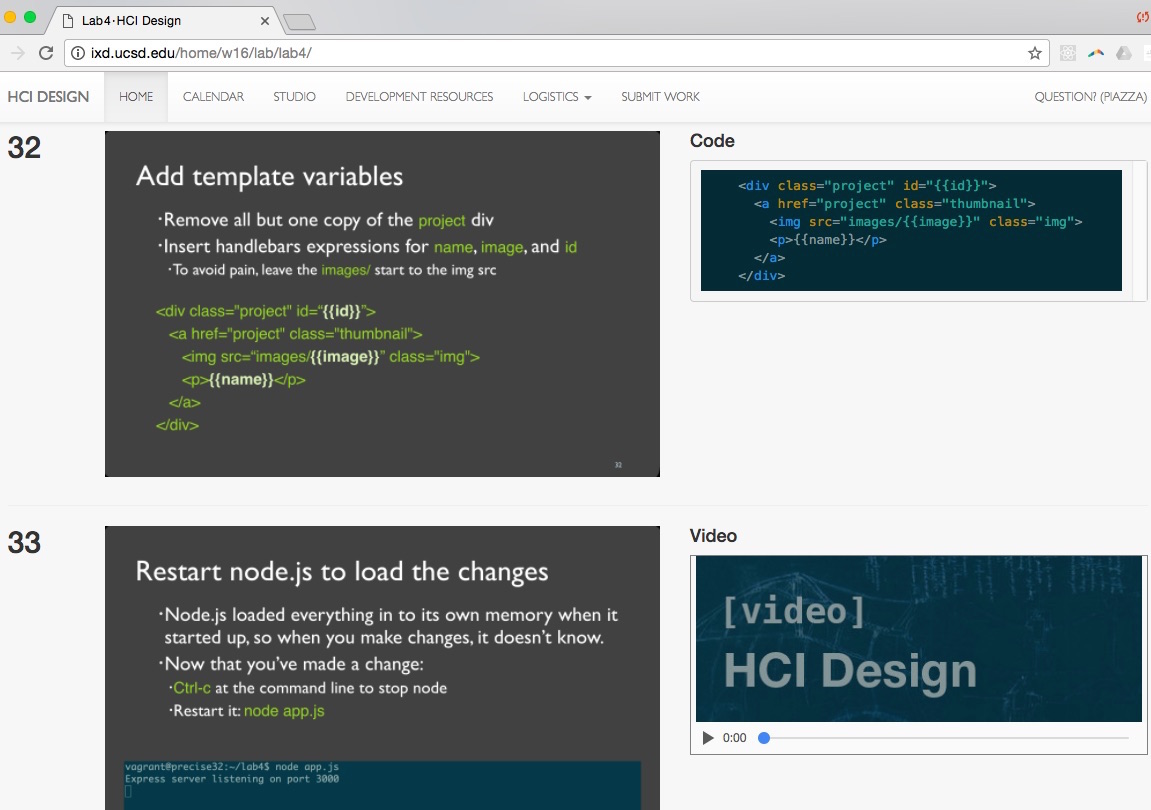 Lab4·HCI Design
ixd.ucsd.edu/home/w16/lab/lab4/
HCI DESIGN HOME CALENDAR STUDIO DEVELOPMENT RESOURCES LOGISTICS SUBMIT WORK QUESTION? (PIAZZA)
32
Add template variables
·Remove all but one copy of the project div
·Insert handlebars expressions for name, image, and id
·To avoid pain, leave the images/ start to the img src
<div class="project" id=“{{id}}”>
<a href="project" class="thumbnail">
<img src=“images/{{image}}” class="img">
<p>{{name}}</p>
</a>
</div>
32
Code
<div class="project" id="{{id}}">
<a href="project" class="thumbnail">
<img src="images/{{image}}" class="img">
<p>{{name}}</p>
</a>
</div>
33
Restart node.js to load the changes
·Node.js loaded everything in to its own memory when it
started up, so when you make changes, it doesn’t know.
·Now that you’ve made a change:
·Ctrl-c at the command line to stop node
·Restart it: node app.js
vagrant@precise32:~/lab4$ node app.js
Express server listening on port 3000
Video
[video]
HCI Design
0:00